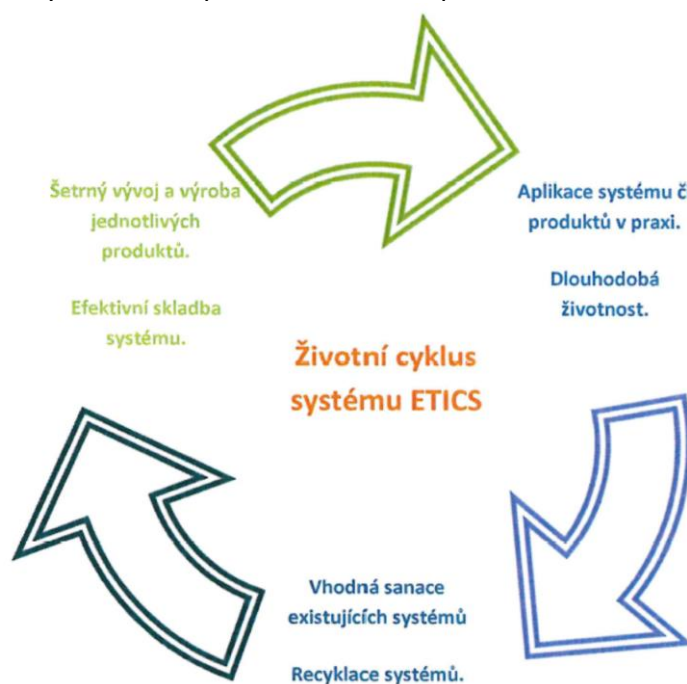 Šetrný vývoj a výroba
jednotlivých
produktů.
Efektivní skladba
systému.
Aplikace systému č
produktů v praxi.
Dlouhodobá
životnost.
Životní cyklus
systému ETICS
Vhodná sanace
existujících systémů
Recyklace systémů.